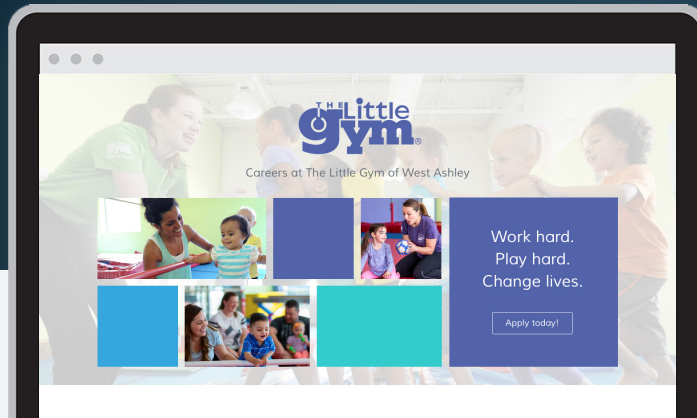 THE Little
gym®
Careers at The Little Gym of West Ashley
Work hard.
Play hard.
Change lives.
Apply today!